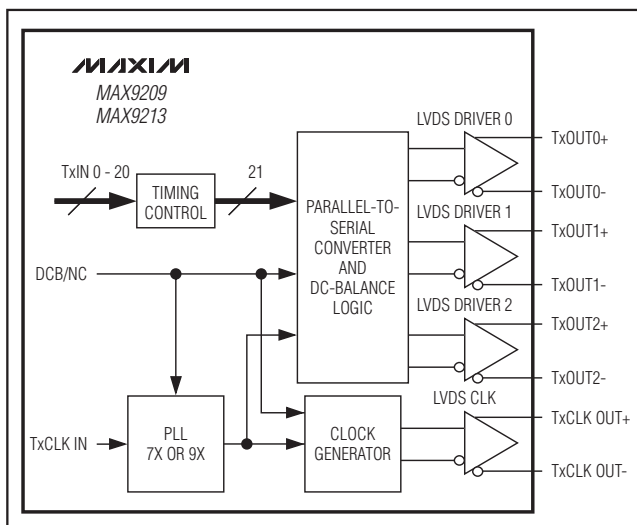 MAXIM
MAX9209
MAX9213
TxIN 0 - 20
TIMING
CONTROL
21
PARALLEL-TO-
SERIAL
CONVERTER
AND
DC-BALANCE
LOGIC
LVDS DRIVER 0
TxOUT0+
TxOUT0-
LVDS DRIVER 1
TxOUT1+
TxOUT1-
DCB/NC
LVDS DRIVER 2
TxOUT2+
TxOUT2-
TxCLK IN
PLL
7X OR 9X
CLOCK
GENERATOR
LVDS CLK
TxCLK OUT+
TxCLK OUT-